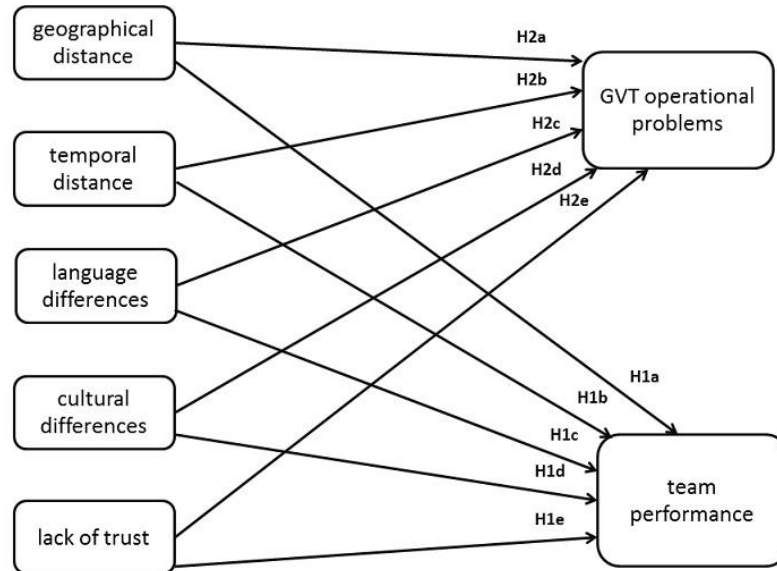 geographical
distance
H2a
GVT operational
problems
H2b
H2c
temporal
distance
H2d
H2e
language
differences
H1a
cultural
differences
H1b
H1c
H1d
team
performance
H1e
lack of trust